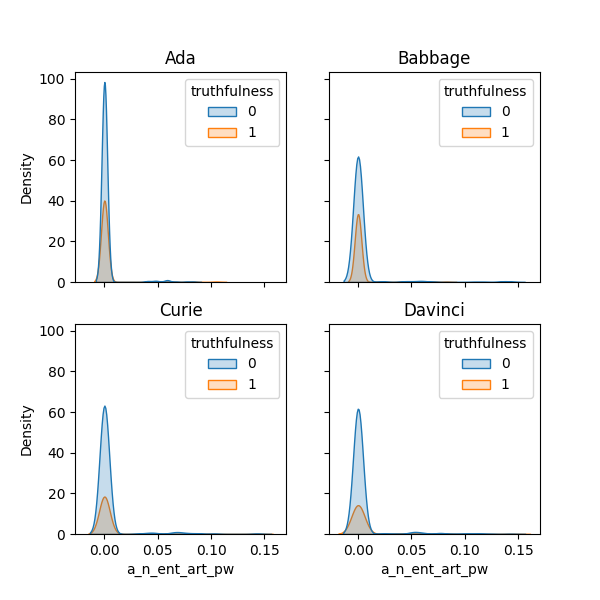 Ada
Babbage
truthfulness
0
1
truthfulness
0
1
100
80
60
40
20
0
Density
Curie
Davinci
truthfulness
0
1
truthfulness
0
1
100
80
60
40
20
0
Density
0.00 0.05 0.10 0.15
0.00 0.05 0.10 0.15
a_n_ent_art_pw
a_n_ent_art_pw